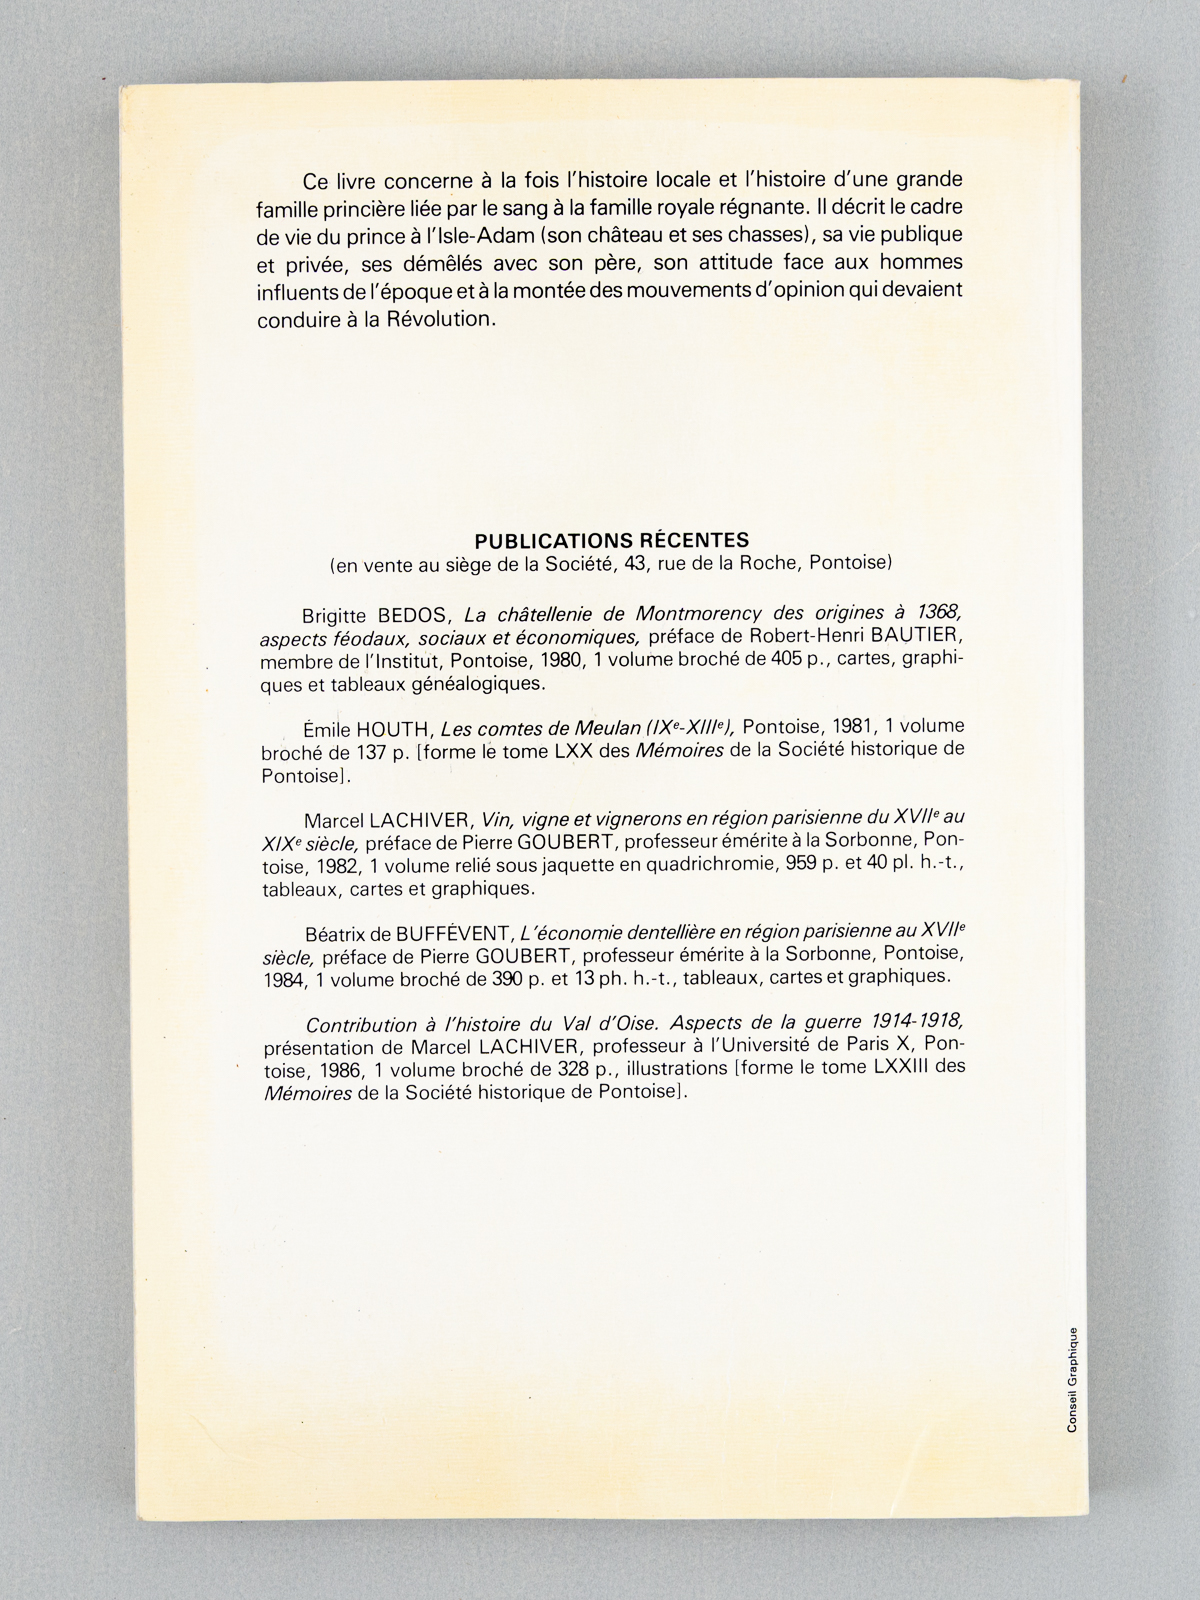 Ce livre concerne à la fois l'histoire locale et l'histoire d'une grande
famille princière liée par le sang à la famille royale régnante. Il décrit le cadre
de vie du prince à l'Isle-Adam (son château et ses chasses), sa vie publique
et privée, ses démêlés avec son père, son attitude face aux hommes
influents de l'époque et à la montée des mouvements d'opinion qui devaient
conduire à la Révolution.
PUBLICATIONS RÉCENTES
(en vente au siège de la Société, 43, rue de la Roche, Pontoise)
Brigitte BEDOS, La châtellenie de Montmorency des origines à 1368,
aspects féodaux, sociaux et économiques, préface de Robert-Henri BAUTIER,
membre de l'Institut, Pontoise, 1980, 1 volume broché de 405 p., cartes, graphi-
ques et tableaux généalogiques.
Émile HOUTH, Les comtes de Meulan (IXe-XIIIe), Pontoise, 1981, 1 volume
broché de 137 p. [forme le tome LXX des Mémoires de la Société historique de
Pontoise].
Marcel LACHIVER, Vin, vigne et vignerons en région parisienne du XVIIe au
XIXe siècle, préface de Pierre GOUBERT, professeur émérite à la Sorbonne, Pon-
toise, 1982, 1 volume relié sous jaquette en quadrichromie, 959 p. et 40 pl. h.-t.,
tableaux, cartes et graphiques.
Béatrix de BUFFÉVENT, L'économie dentellière en région parisienne au XVIIe
siècle, préface de Pierre GOUBERT, professeur émérite à la Sorbonne, Pontoise,
1984, 1 volume broché de 390 p. et 13 ph. h.-t., tableaux, cartes et graphiques.
Contribution à l'histoire du Val d'Oise. Aspects de la guerre 1914-1918,
présentation de Marcel LACHIVER, professeur à l'Université de Paris X, Pon-
toise, 1986, 1 volume broché de 328 p., illustrations [forme le tome LXXIII des
Mémoires de la Société historique de Pontoise].
Conseil Graphique